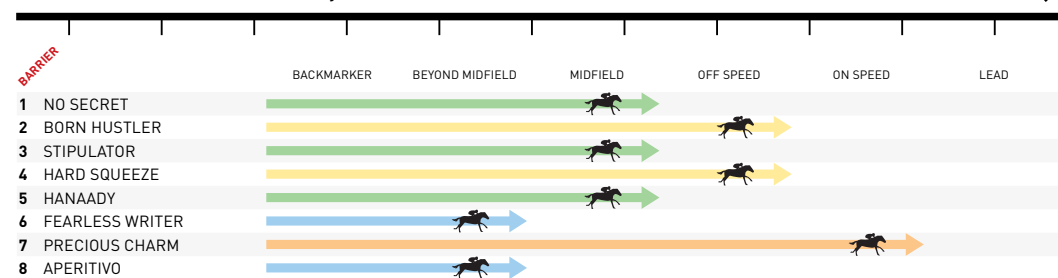 BARRIER BACKMARKER BEYOND MIDFIELD MIDFIELD OFF SPEED ON SPEED LEAD
1 NO SECRET
2 BORN HUSTLER
3 STIPULATOR
4 HARD SQUEEZE
5 HANAADY
6 FEARLESS WRITER
7 PRECIOUS CHARM
8 APERITIVO